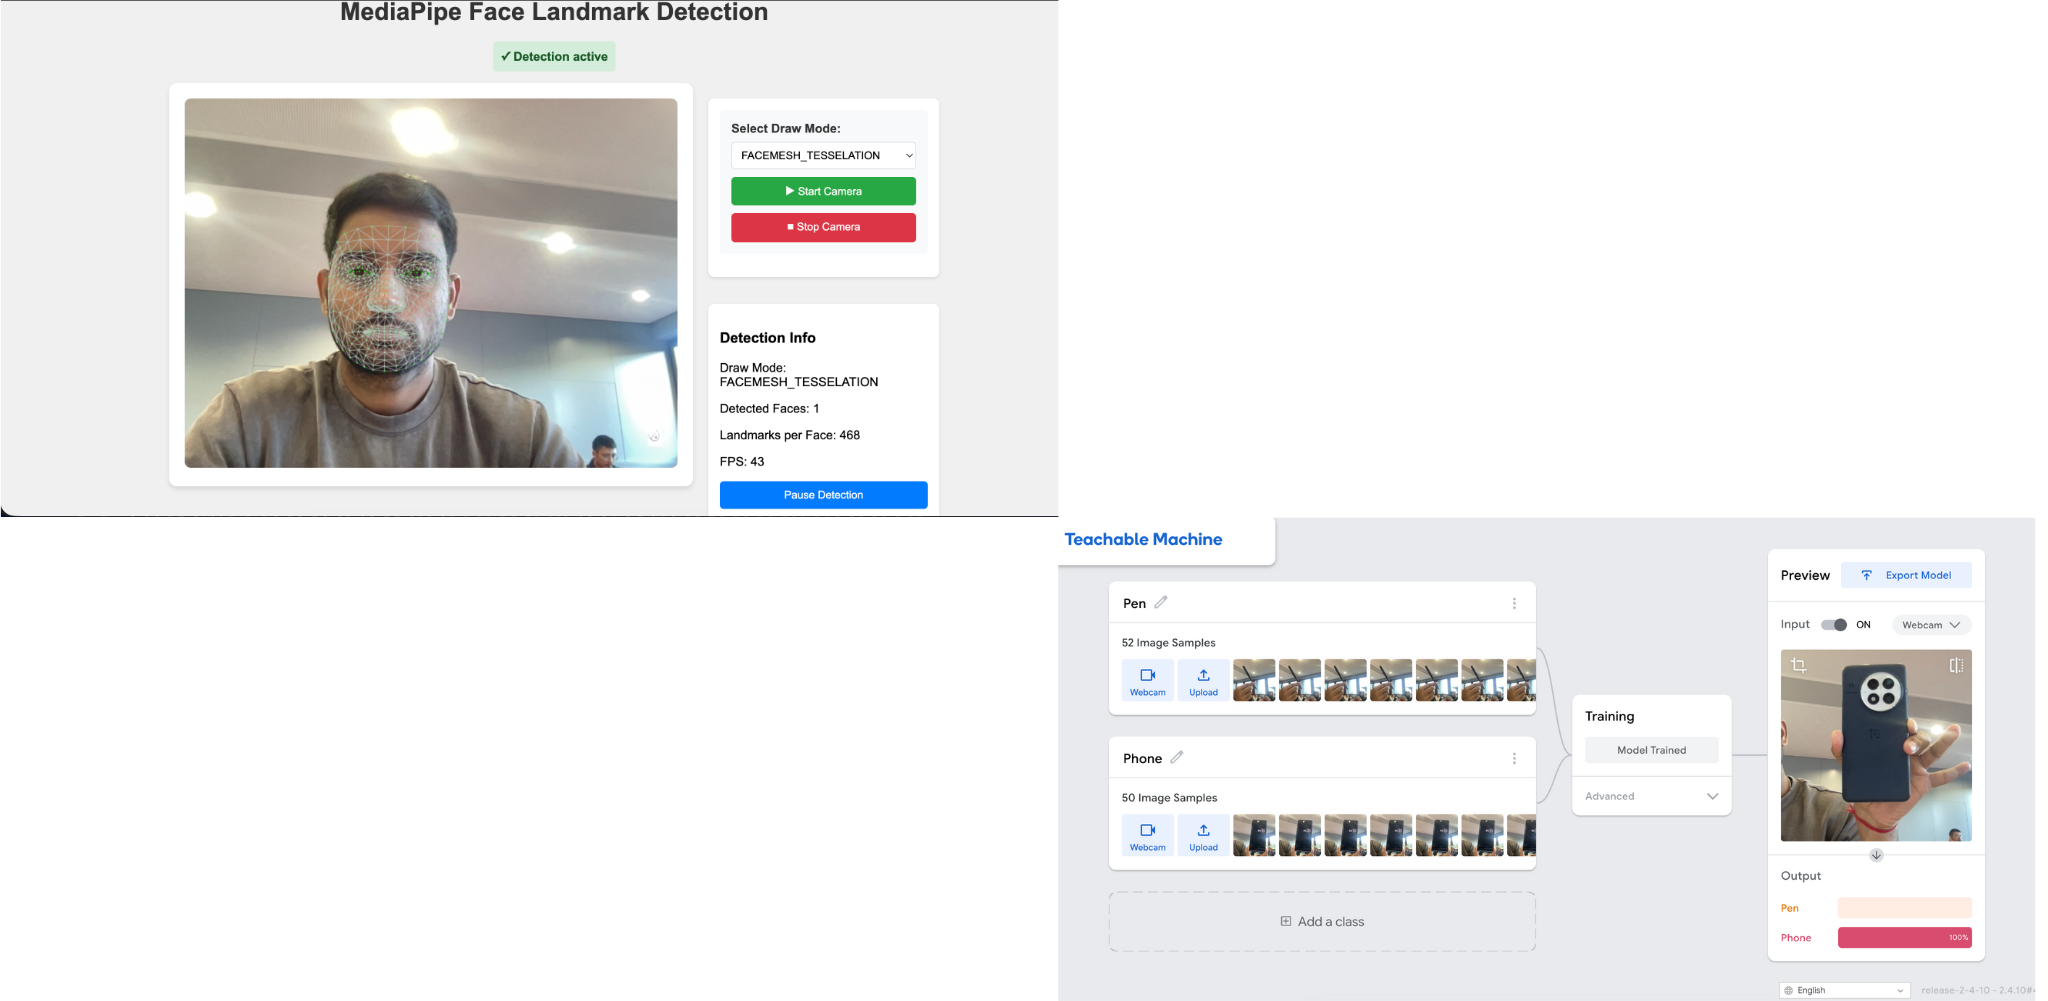 MediaPipe Face Landmark Detection
✓ Detection active
Select Draw Mode:
FACEMESH_TESSELATION
▶ Start Camera
■ Stop Camera
Detection Info
Draw Mode:
FACEMESH_TESSELATION
Detected Faces: 1
Landmarks per Face: 468
FPS: 43
Pause Detection
Teachable Machine
Pen
52 Image Samples
Webcam
Upload
Phone
50 Image Samples
Webcam
Upload
Add a class
Training
Model Trained
Advanced
Preview
Export Model
Input
ON
Webcam
Output
Pen
Phone
100%
English
release-2-4-10 - 2.4.10#